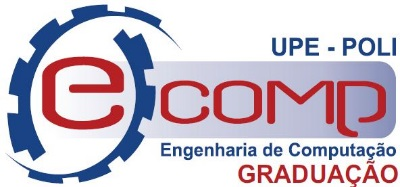 UPE - POLI
ecomp
Engenharia de Computação
GRADUAÇÃO